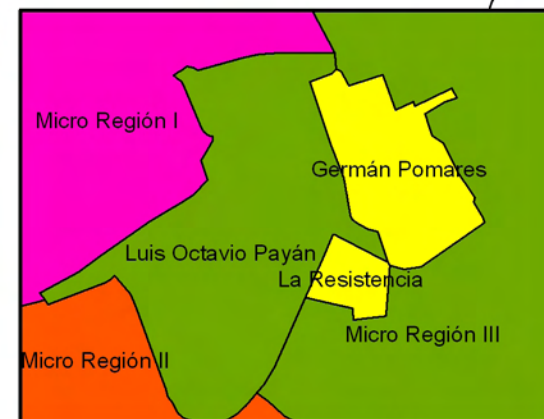 Micro Región I
Germán Pomares
Luis Octavio Payán
La Resistencia
Micro Región III
Micro Región II